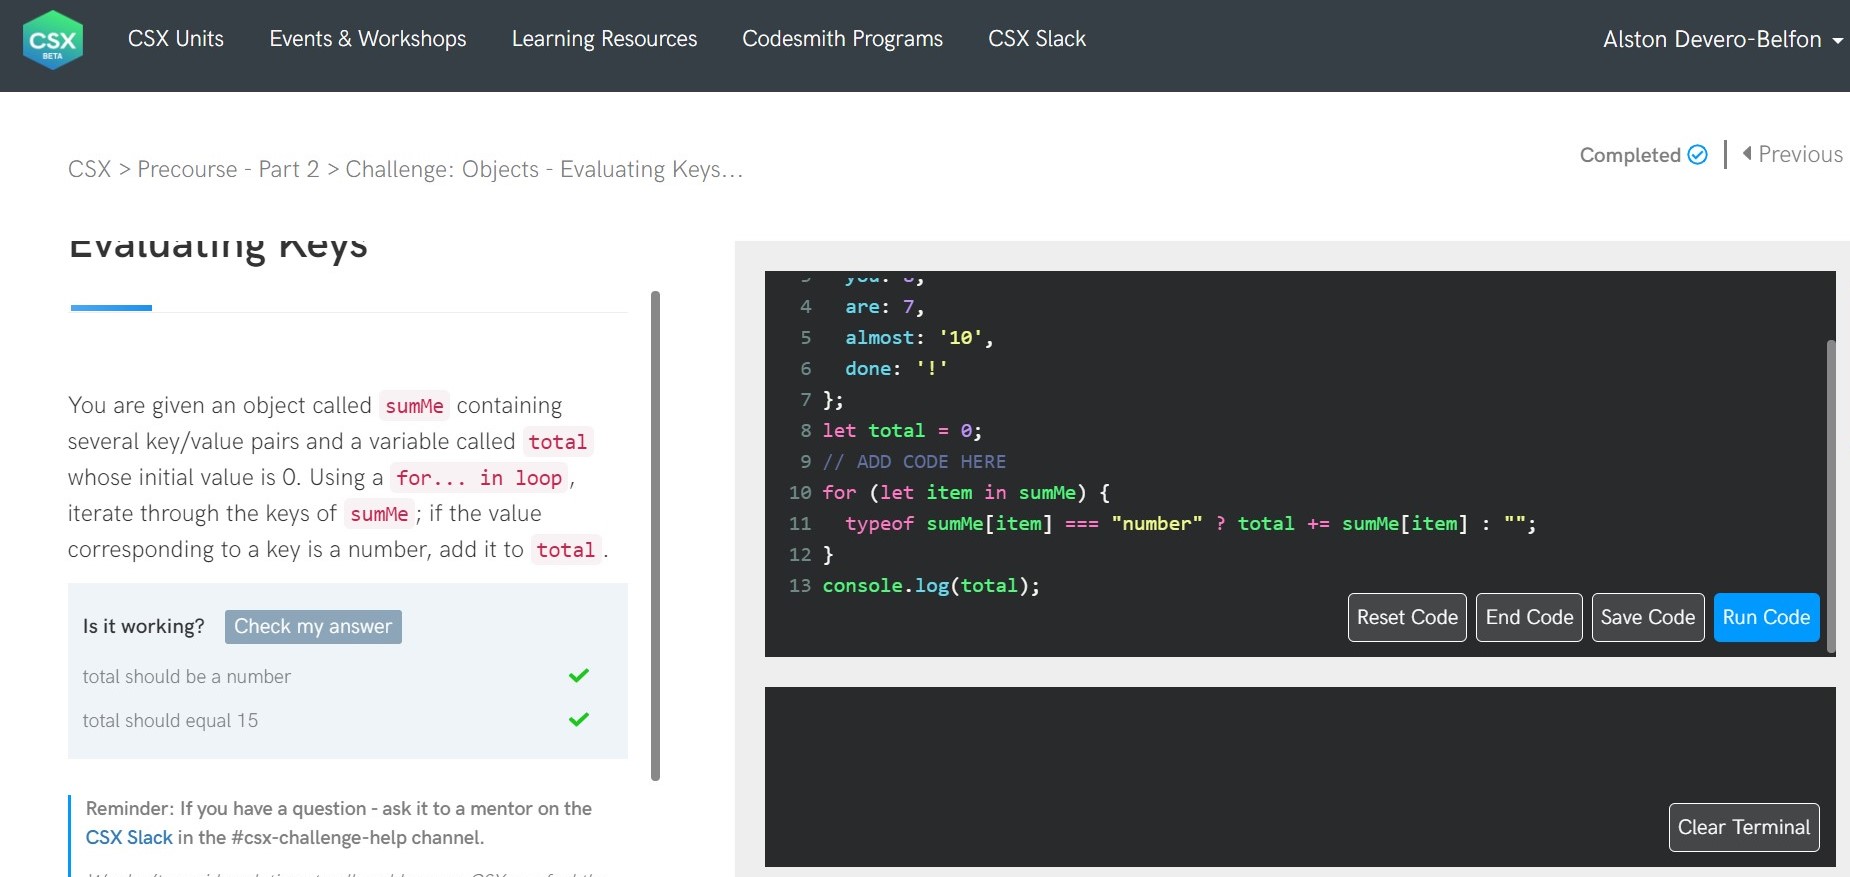 CSX
BETA
CSX Units
Events & Workshops
Learning Resources
Codesmith Programs
CSX Slack
Alston Devero-Belfon
CSX > Precourse - Part 2 > Challenge: Objects - Evaluating Keys...
Completed
Previous
Evaluating Keys
You are given an object called sumMe containing
several key/value pairs and a variable called total
whose initial value is 0. Using a for... in loop,
iterate through the keys of sumMe; if the value
corresponding to a key is a number, add it to total.
Is it working? Check my answer
total should be a number
total should equal 15
Reminder: If you have a question - ask it to a mentor on the
CSX Slack in the #csx-challenge-help channel.
you:
4 are: 7,
5 almost: '10',
6 done: '!'
7 };
8 let total = 0;
9 // ADD CODE HERE
10 for (let item in sumMe) {
11 typeof sumMe[item] === "number" ? total += sumMe[item] : "";
12 }
13 console.log(total);
Reset Code
End Code
Save Code
Run Code
Clear Terminal